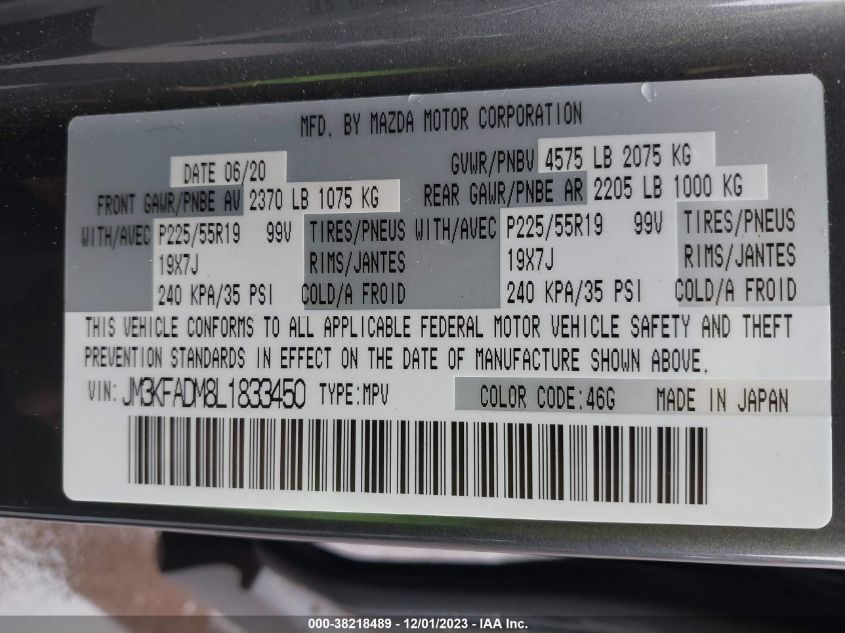 MFD. BY MAZDA MOTOR CORPORATION
DATE 06/20 GVWR/PNBV 4575 LB 2075 KG
FRONT GAWR/PNBE AV 2370 LB 1075 KG REAR GAWR/PNBE AR 2205 LB 1000 KG
WITH/AVEC P225/55R19 99V TIRES/PNEUS WITH/AVEC P225/55R19 99V TIRES/PNEUS
19X7J RIMS/JANTES 19X7J RIMS/JANTES
240 KPA/35 PSI COLD/A FROID 240 KPA/35 PSI COLD/A FROID
THIS VEHICLE CONFORMS TO ALL APPLICABLE FEDERAL MOTOR VEHICLE SAFETY AND THEFT
PREVENTION STANDARDS IN EFFECT ON THE DATE OF MANUFACTURE SHOWN ABOVE.
VIN: JM3KFADM8L1833450 TYPE:MPV COLOR CODE:46G MADE IN JAPAN
000-38218489 - 12/01/2023 - IAA Inc.